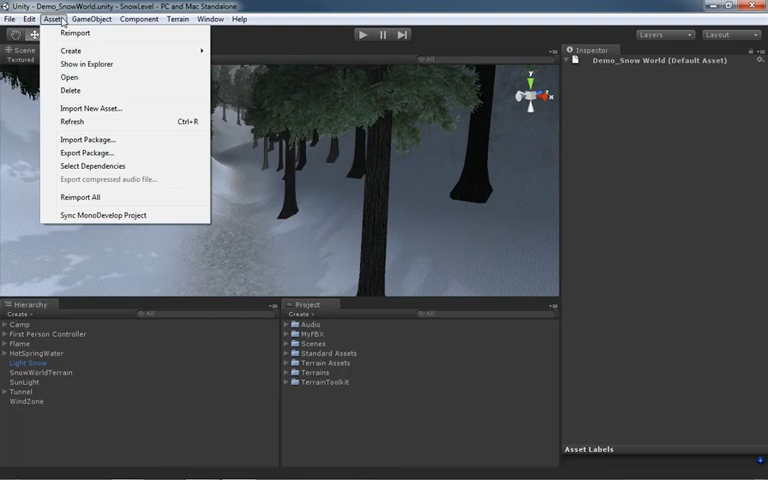 Unity - Demo_SnowWorld.unity - SnowLevel - PC and Mac Standalone
File Edit Assets GameObject Component Terrain Window Help
Layers Layout
Scene
Textured All
Reimport
Create
Show in Explorer
Open
Delete
Import New Asset...
Refresh Ctrl+R
Import Package...
Export Package...
Select Dependencies
Export compressed audio file...
Reimport All
Sync MonoDevelop Project
Inspector
Demo_Snow World (Default Asset)
y
x
Hierarchy
Create All
Camp
First Person Controller
Flame
HotSpringWater
Light Snow
SnowWorldTerrain
SunLight
Tunnel
WindZone
Project
Create All
Audio
MyFBX
Scenes
Standard Assets
Terrain Assets
Terrains
TerrainToolkit
Asset Labels